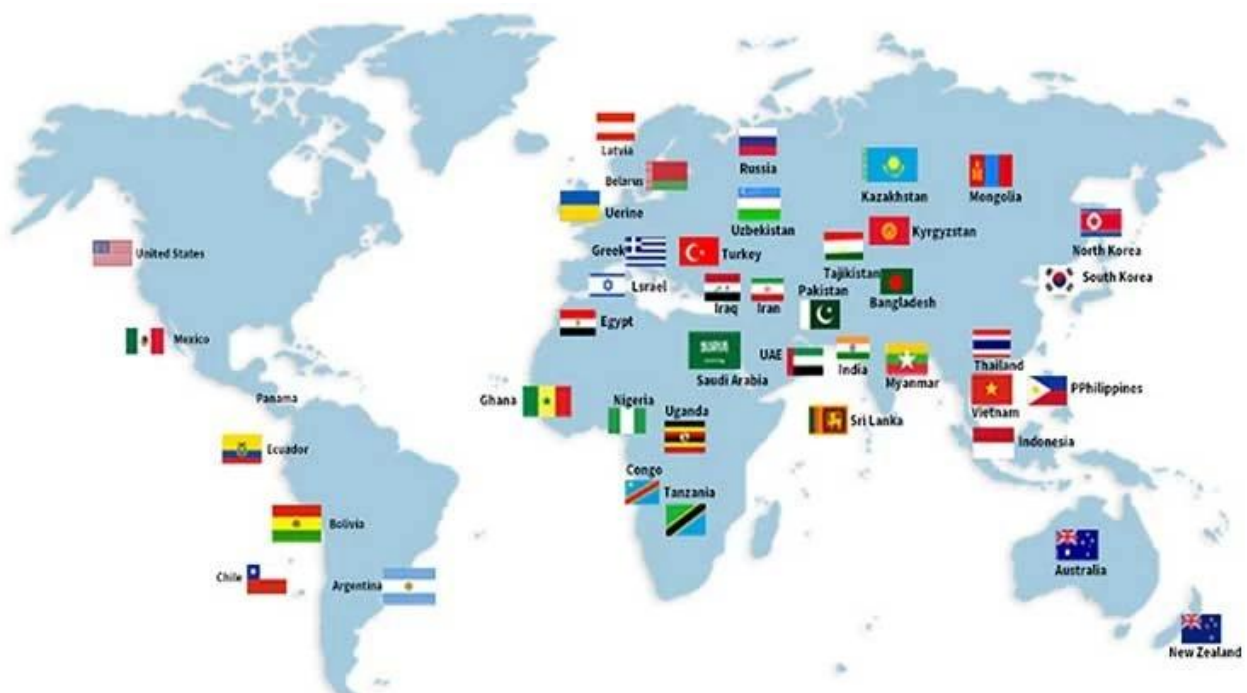 Latvia
Russia
Belarus
Kazakhstan
Mongolia
Uerine
Uzbekistan
Kyrgyzstan
North Korea
United States
Greek
Turkey
Tajikistan
South Korea
Lsrael
Iraq
Iran
Pakistan
Bangladesh
Egypt
Mexico
Saudi Arabia
UAE
India
Myanmar
Thailand
Panama
Ghana
Nigeria
Uganda
Sri Lanka
Vietnam
PPhilippines
Ecuador
Indonesia
Congo
Tanzania
Bolivia
Chile
Argentina
Australia
New Zealand